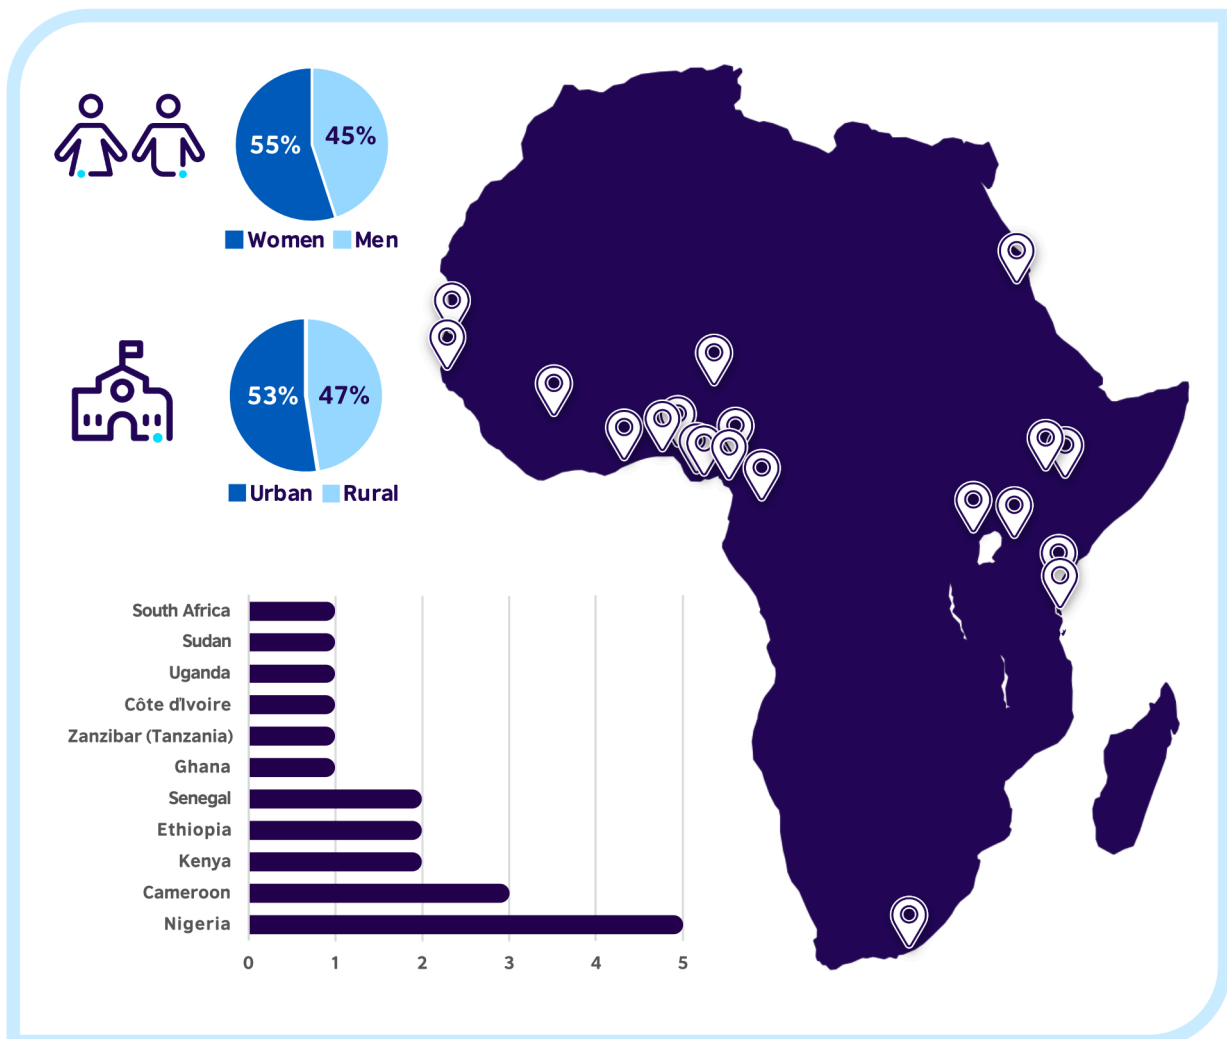 55% 45%
Women Men
53% 47%
Urban Rural
South Africa
Sudan
Uganda
Côte d'Ivoire
Zanzibar (Tanzania)
Ghana
Senegal
Ethiopia
Kenya
Cameroon
Nigeria
0 1 2 3 4 5